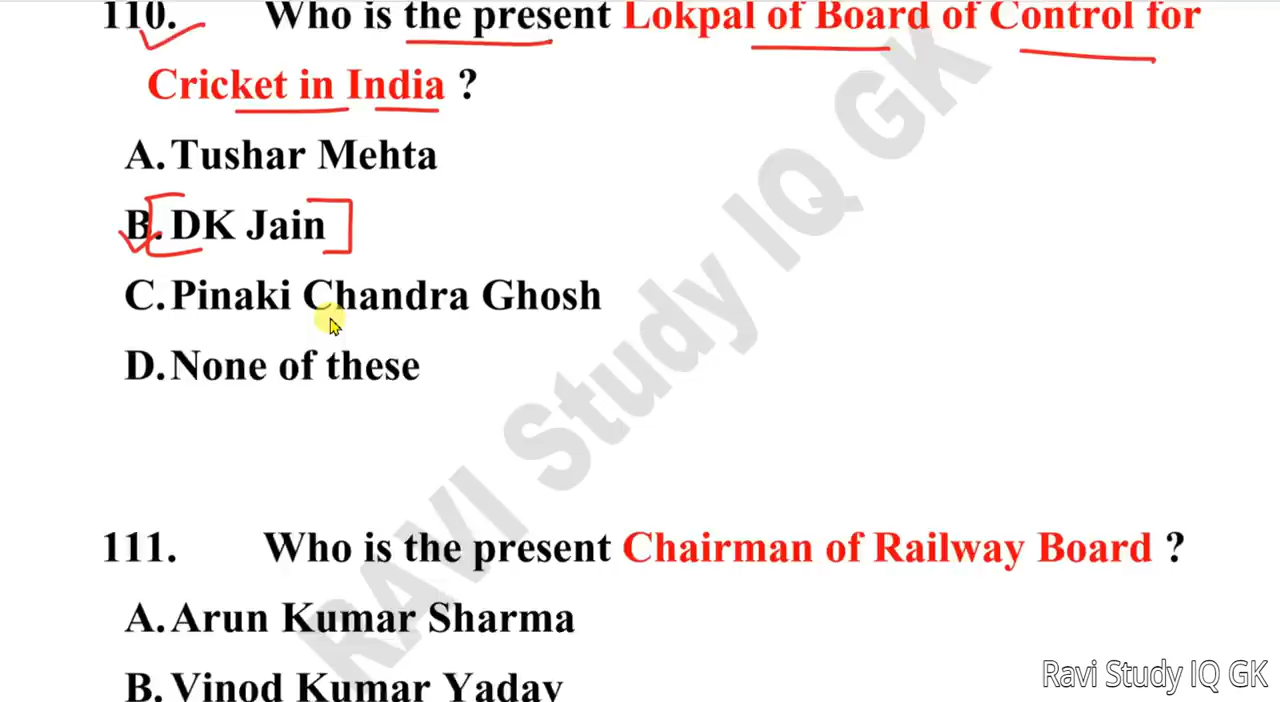 110. Who is the present Lokpal of Board of Control for
Cricket in India ?
A. Tushar Mehta
B. DK Jain
C. Pinaki Chandra Ghosh
D. None of these
111. Who is the present Chairman of Railway Board ?
A. Arun Kumar Sharma
B. Vinod Kumar Yadav
RAVI Study IQ GK
Ravi Study IQ GK